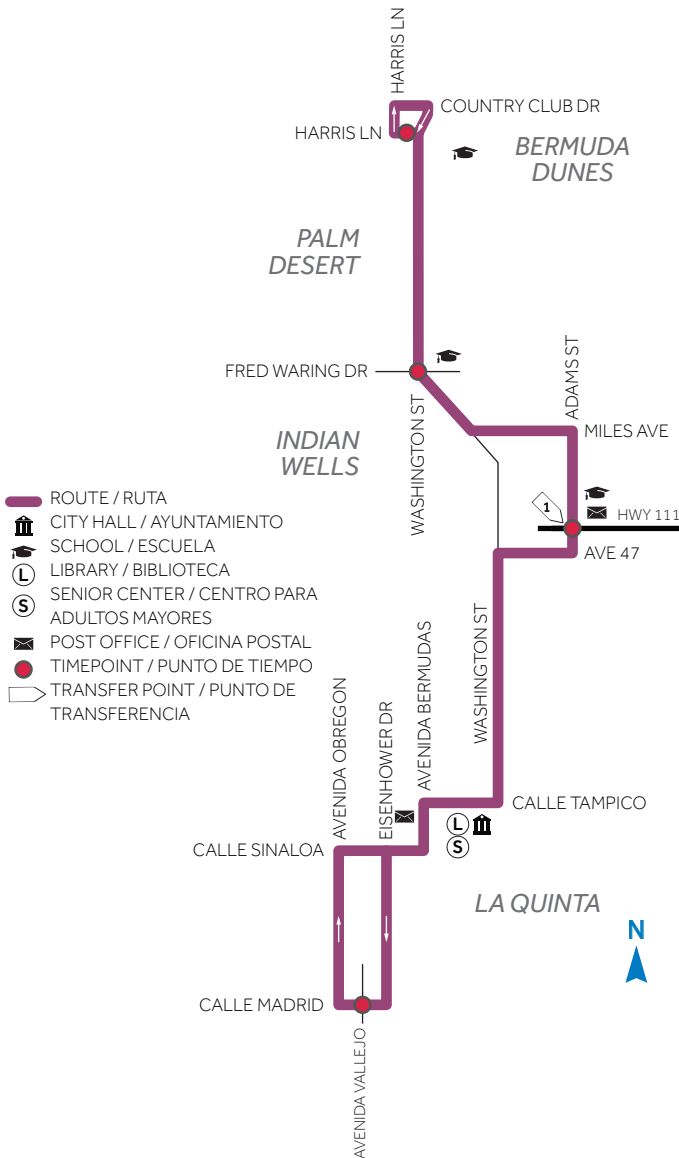 HARRIS LN
COUNTRY CLUB DR
HARRIS LN
BERMUDA
DUNES
PALM
DESERT
ADAMS ST
FRED WARING DR
WASHINGTON ST
MILES AVE
INDIAN
WELLS
ROUTE / RUTA
CITY HALL / AYUNTAMIENTO
SCHOOL / ESCUELA
L
LIBRARY / BIBLIOTECA
S
SENIOR CENTER / CENTRO PARA
ADULTOS MAYORES
POST OFFICE / OFICINA POSTAL
TIMEPOINT / PUNTO DE TIEMPO
TRANSFER POINT / PUNTO DE
TRANSFERENCIA
1
HWY 111
AVE 47
WASHINGTON ST
AVENIDA BERMUDAS
EISENHOWER DR
AVENIDA OBREGON
CALLE TAMPICO
L
S
CALLE SINALOA
LA QUINTA
N
CALLE MADRID
AVENIDA VALLEJO